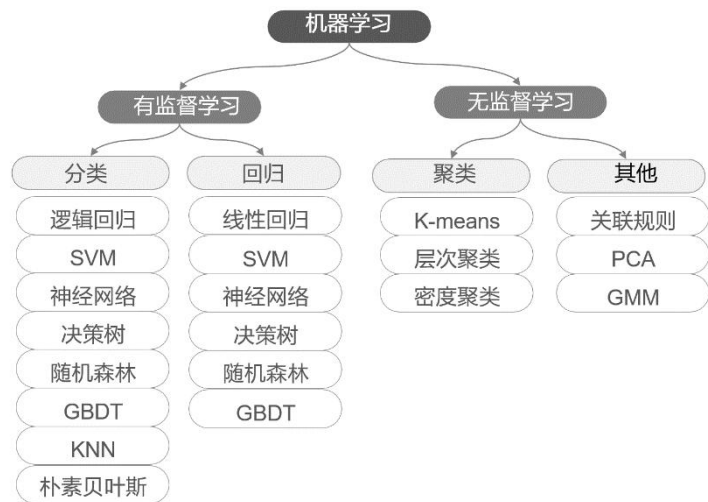 机器学习
有监督学习
无监督学习
分类
回归
聚类
其他
逻辑回归
线性回归
K-means
关联规则
SVM
SVM
层次聚类
PCA
神经网络
神经网络
密度聚类
GMM
决策树
决策树
随机森林
随机森林
GBDT
GBDT
KNN
朴素贝叶斯